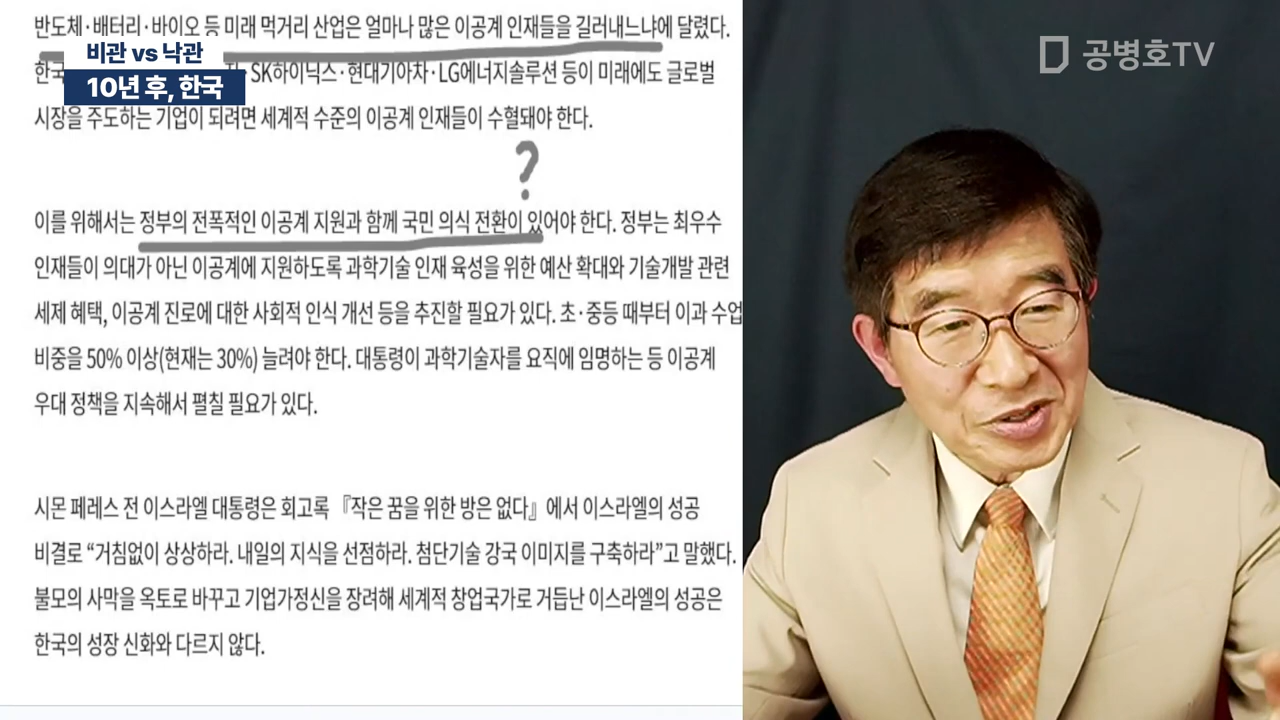 반도체·배터리·바이오 등 미래 먹거리 산업은 얼마나 많은 이공계 인재들을 길러내느냐에 달렸다.
비관 vs 낙관
10년 후, 한국
공병호TV
한국 SK하이닉스·현대기아차·LG에너지솔루션 등이 미래에도 글로벌
시장을 주도하는 기업이 되려면 세계적 수준의 이공계 인재들이 수혈돼야 한다.
?
이를 위해서는 정부의 전폭적인 이공계 지원과 함께 국민 의식 전환이 있어야 한다. 정부는 최우수
인재들이 의대가 아닌 이공계에 지원하도록 과학기술 인재 육성을 위한 예산 확대와 기술개발 관련
세제 혜택, 이공계 진로에 대한 사회적 인식 개선 등을 추진할 필요가 있다. 초·중등 때부터 이과 수업
비중을 50% 이상(현재는 30%) 늘려야 한다. 대통령이 과학기술자를 요직에 임명하는 등 이공계
우대 정책을 지속해서 펼칠 필요가 있다.
시몬 페레스 전 이스라엘 대통령은 회고록 『작은 꿈을 위한 방은 없다』에서 이스라엘의 성공
비결로 “거침없이 상상하라. 내일의 지식을 선점하라. 첨단기술 강국 이미지를 구축하라”고 말했다.
불모의 사막을 옥토로 바꾸고 기업가정신을 장려해 세계적 창업국가로 거듭난 이스라엘의 성공은
한국의 성장 신화와 다르지 않다.